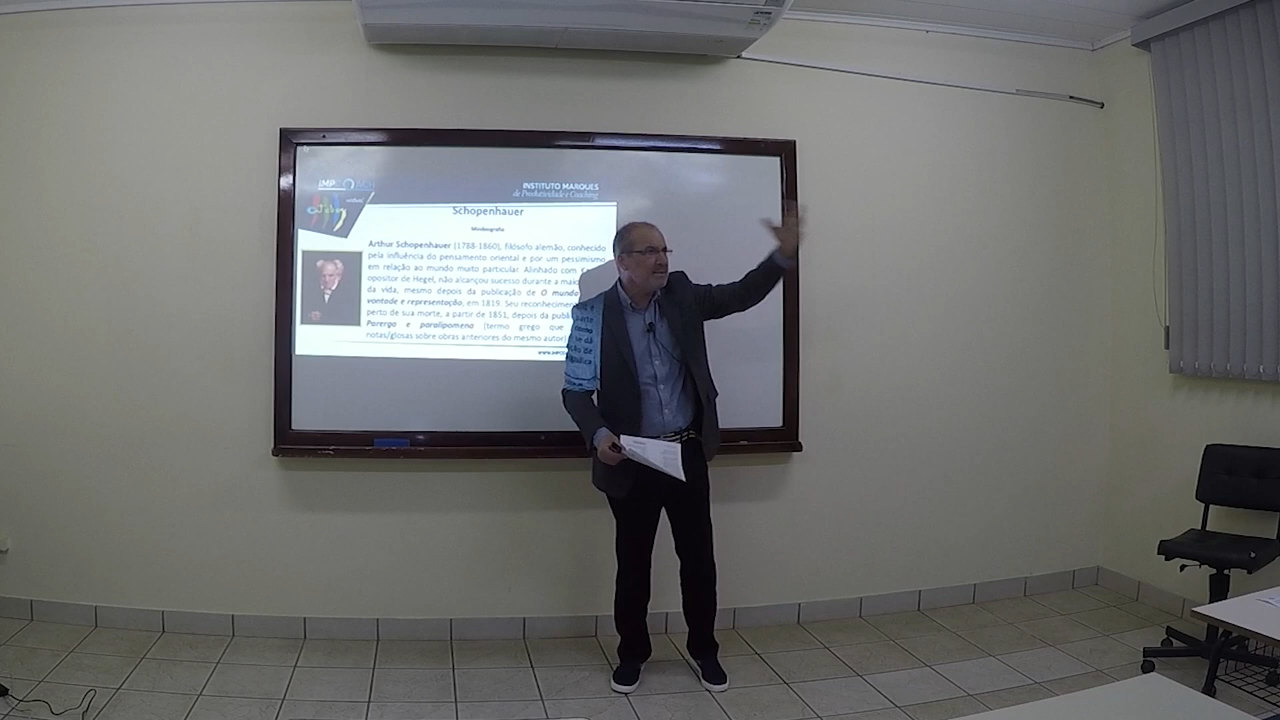 IMP
INSTITUTO MARQUES
de Produtividade e Coaching
Schopenhauer
Minibiografia
Arthur Schopenhauer (1788-1860), filósofo alemão, conhecido
pela influência do pensamento oriental e por um pessimismo
em relação ao mundo muito particular. Alinhado com
opositor de Hegel, não alcançou sucesso durante a
da vida, mesmo depois da publicação de O mundo
vontade e representação, em 1819. Seu
perto de sua morte, a partir de 1851, depois da
Parerga e paralipomena (termo grego que
notas/glosas sobre obras anteriores do mesmo autor)